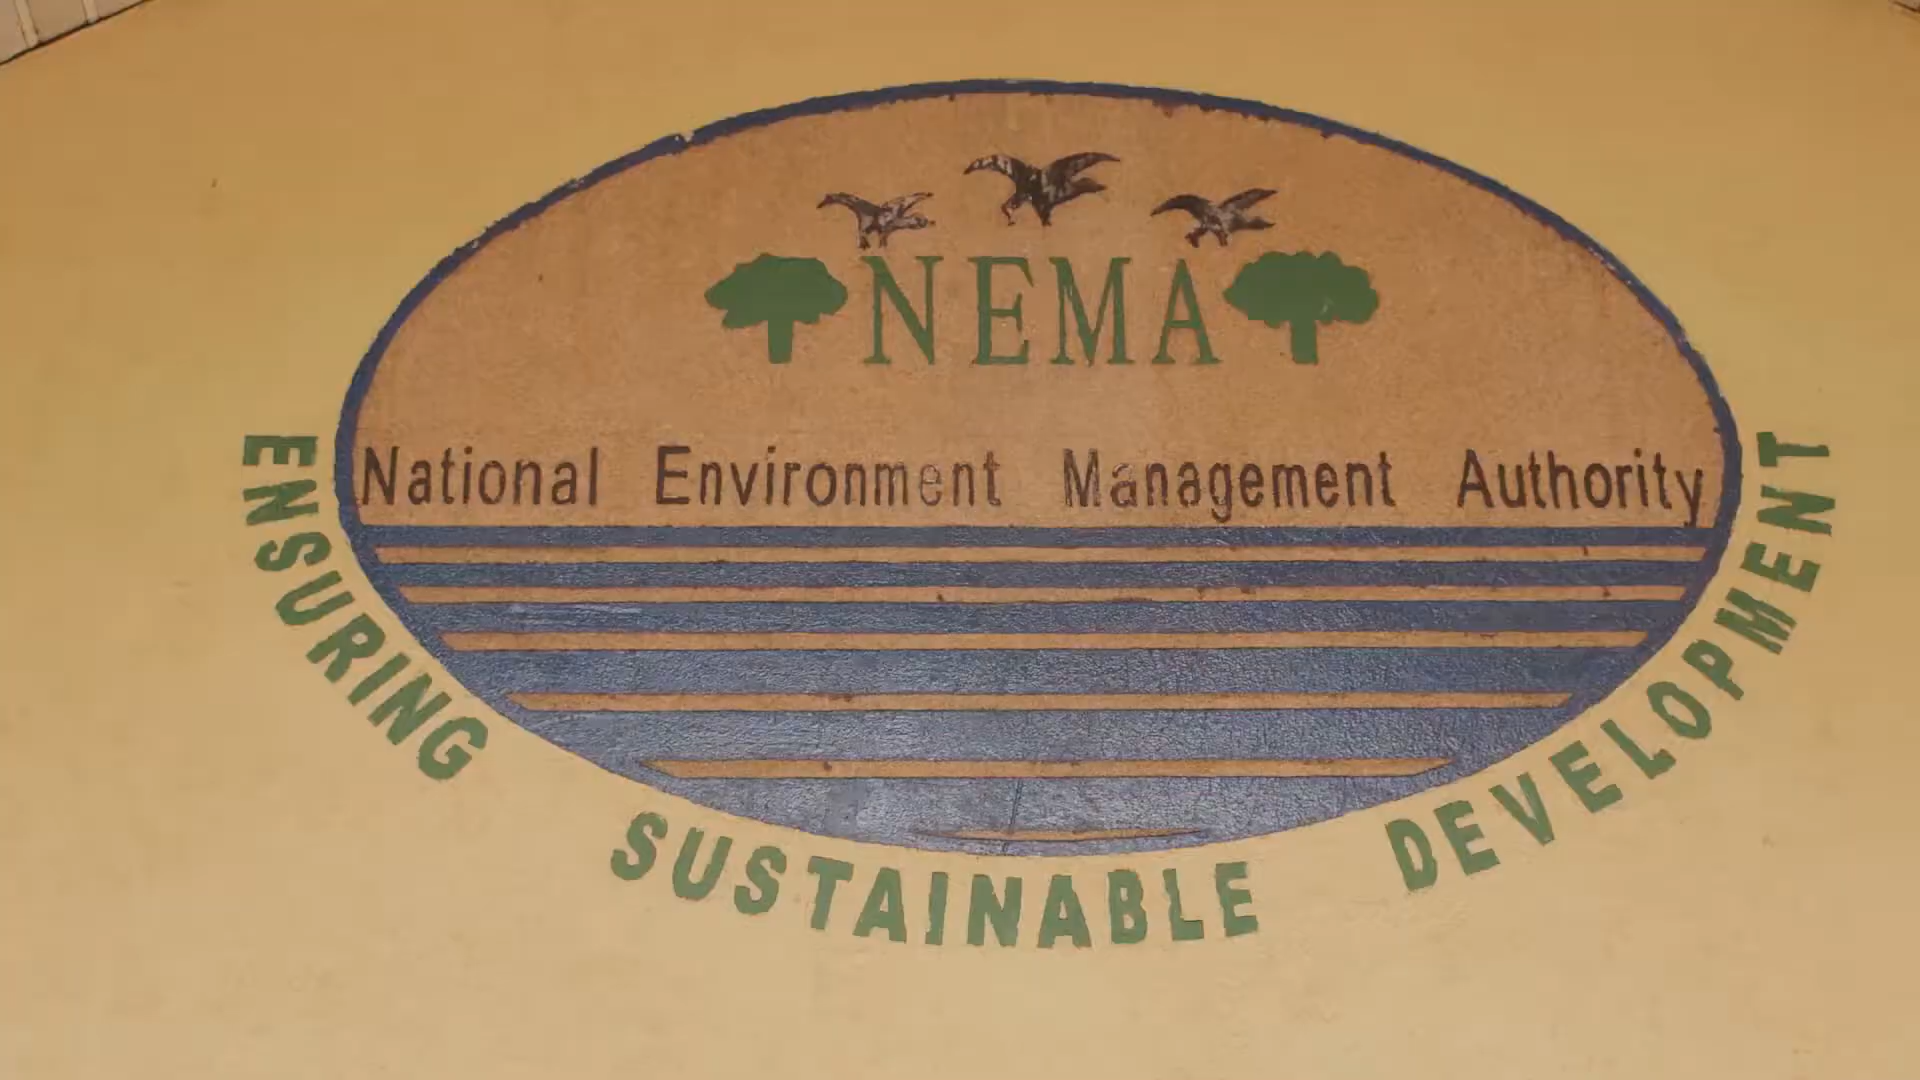 NEMA
National Environment Management Authority
ENSURING SUSTAINABLE DEVELOPMENT